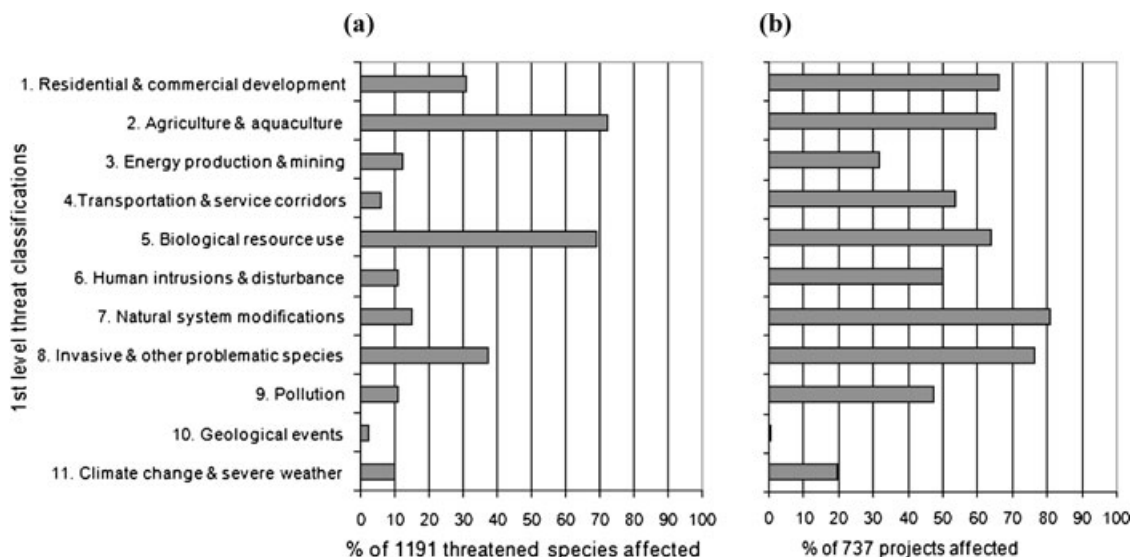 (a)
(b)
1st level threat classifications
1. Residential & commercial development
2. Agriculture & aquaculture
3. Energy production & mining
4.Transportation & service corridors
5. Biological resource use
6. Human intrusions & disturbance
7. Natural system modifications
8. Invasive & other problematic species
9. Pollution
10. Geological events
11. Climate change & severe weather
0 10 20 30 40 50 60 70 80 90 100
0 10 20 30 40 50 60 70 80 90 100
% of 1191 threatened species affected
% of 737 projects affected